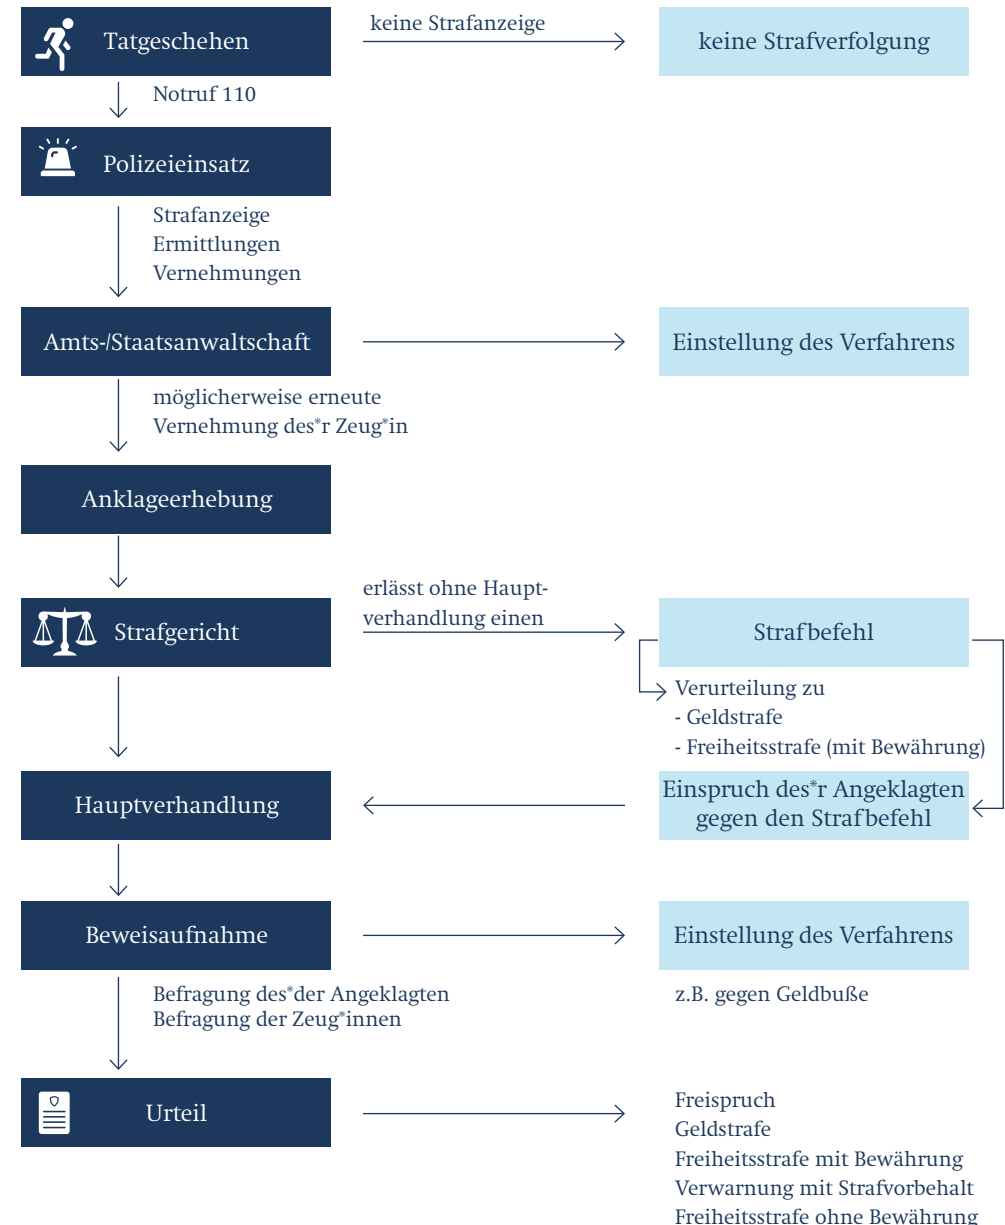 Tatgeschehen
keine Strafanzeige
keine Strafverfolgung
Notruf 110
Polizeieinsatz
Strafanzeige
Ermittlungen
Vernehmungen
Amts-/Staatsanwaltschaft
Einstellung des Verfahrens
möglicherweise erneute
Vernehmung des*r Zeug*in
Anklageerhebung
Strafgericht
erlässt ohne Haupt-
verhandlung einen
Strafbefehl
Verurteilung zu
- Geldstrafe
- Freiheitsstrafe (mit Bewährung)
Hauptverhandlung
Einspruch des*r Angeklagten
gegen den Strafbefehl
Beweisaufnahme
Einstellung des Verfahrens
Befragung des*der Angeklagten
Befragung der Zeug*innen
z.B. gegen Geldbuße
Urteil
Freispruch
Geldstrafe
Freiheitsstrafe mit Bewährung
Verwarnung mit Strafvorbehalt
Freiheitsstrafe ohne Bewährung